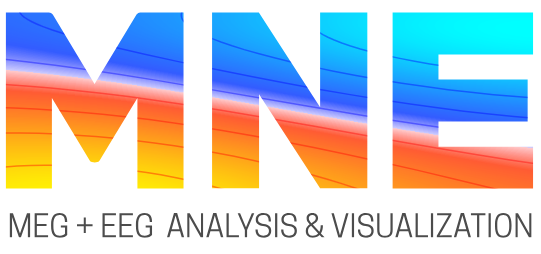 MNE
MEG + EEG ANALYSIS & VISUALIZATION